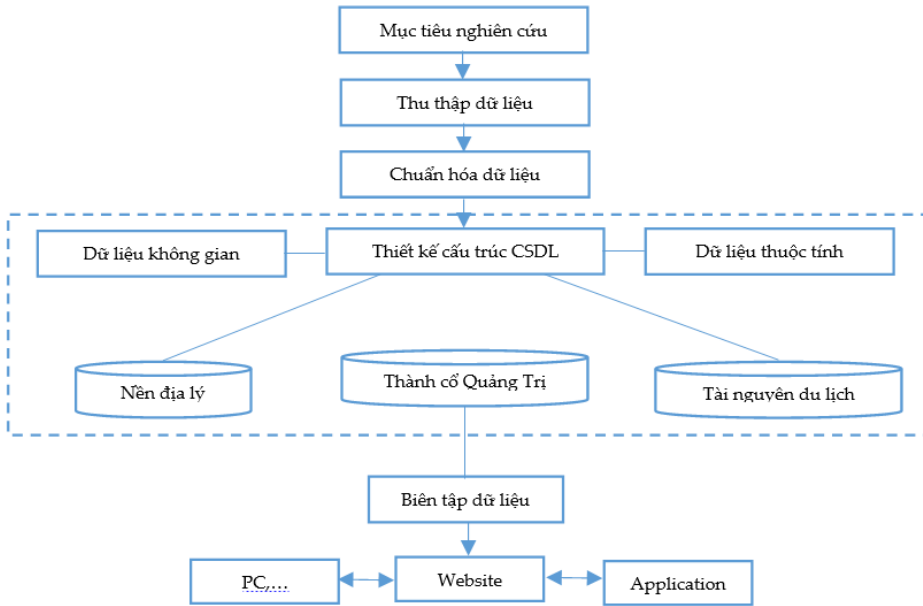 Mục tiêu nghiên cứu
Thu thập dữ liệu
Chuẩn hóa dữ liệu
Dữ liệu không gian
Thiết kế cấu trúc CSDL
Dữ liệu thuộc tính
Nền địa lý
Thành cổ Quảng Trị
Tài nguyên du lịch
Biên tập dữ liệu
PC,...
Website
Application